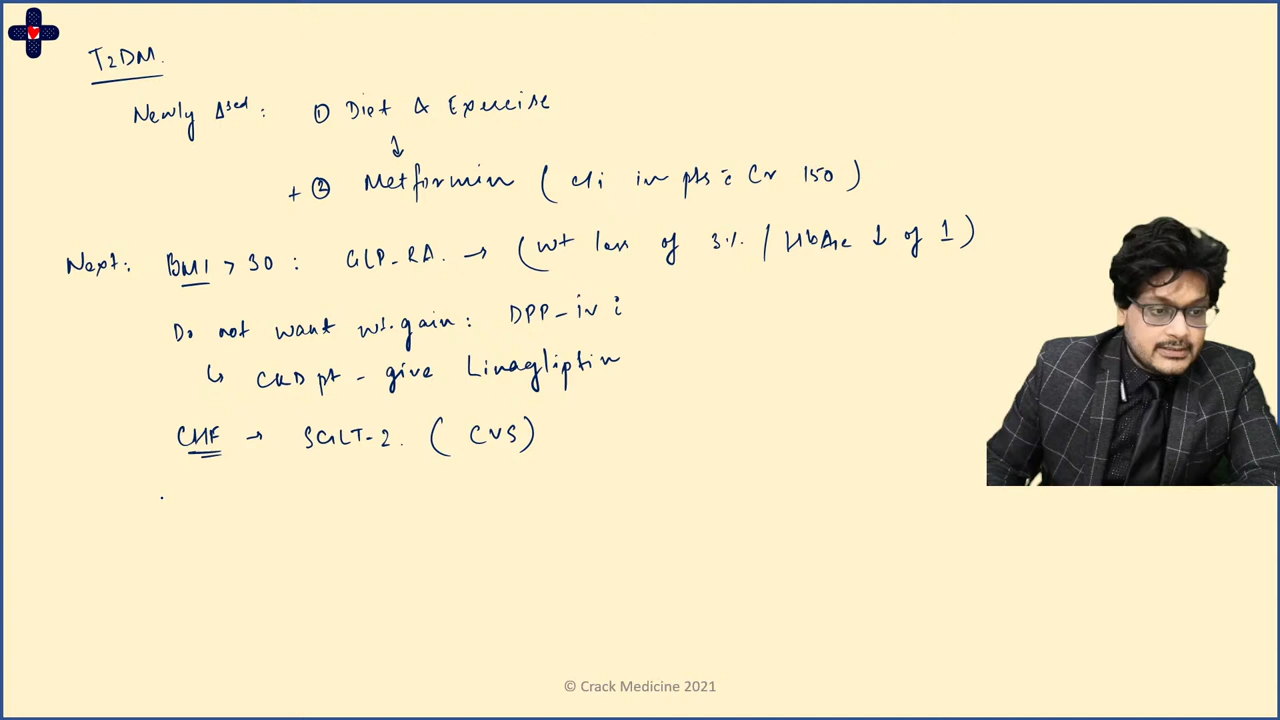 T2DM.
Newly Δsed : ① Diet & Exercise
↓
+ ② Metformin ( c/i in pts c̄ Cr 150 )
Next: BMI > 30 : GLP-RA. → ( wt loss of 3% / HbA1c ↓ of 1 )
Do not want wt. gain : DPP-iv i
↳ CKD pt - give Linagliptin
CHF → SGLT-2. ( CVS )
© Crack Medicine 2021